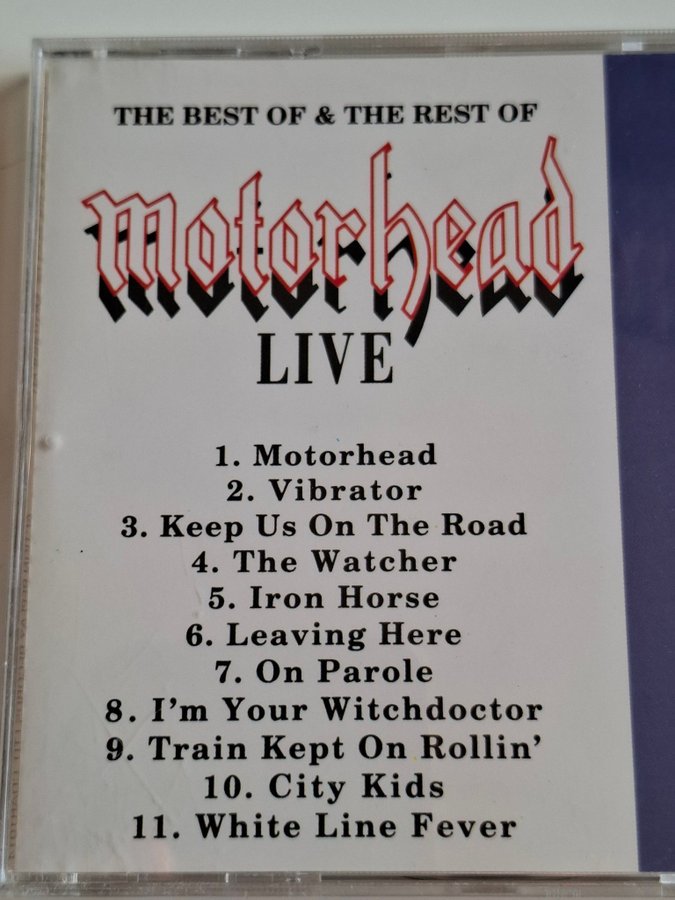 THE BEST OF & THE REST OF
motorhead
LIVE
1. Motorhead
2. Vibrator
3. Keep Us On The Road
4. The Watcher
5. Iron Horse
6. Leaving Here
7. On Parole
8. I'm Your Witchdoctor
9. Train Kept On Rollin'
10. City Kids
11. White Line Fever